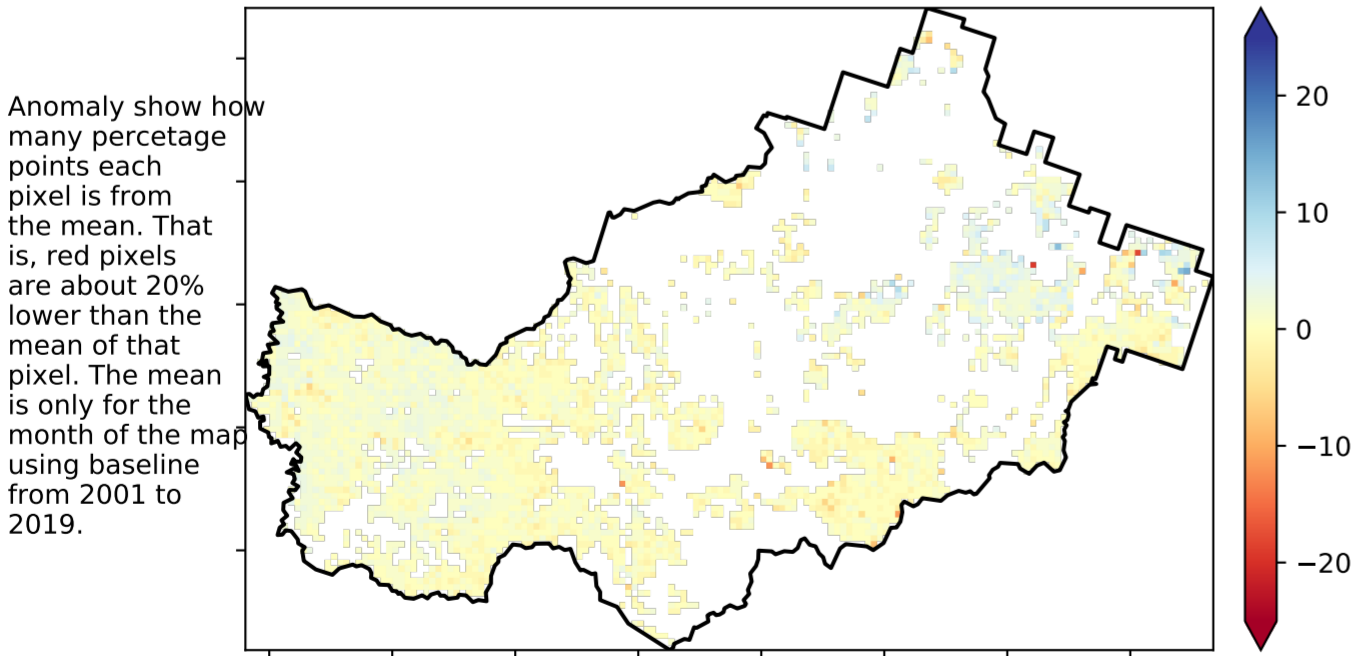 Anomaly show how
many percetage
points each
pixel is from
the mean. That
is, red pixels
are about 20%
lower than the
mean of that
pixel. The mean
is only for the
month of the map
using baseline
from 2001 to
2019.
20
10
0
−10
−20